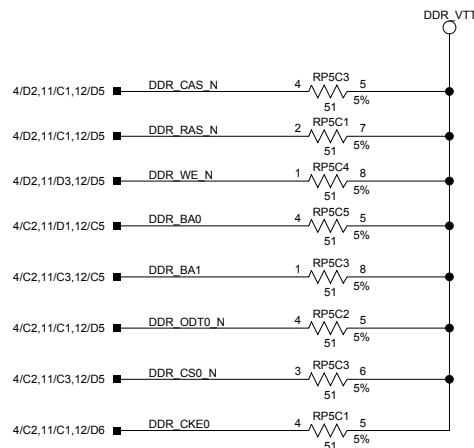 DDR_VTT
4/D2,11/C1,12/D5 DDR_CAS_N 4 RP5C3 5
51 5%
4/D2,11/C1,12/D5 DDR_RAS_N 2 RP5C1 7
51 5%
4/D2,11/D3,12/D5 DDR_WE_N 1 RP5C4 8
51 5%
4/C2,11/D1,12/C5 DDR_BA0 4 RP5C5 5
51 5%
4/C2,11/C3,12/C5 DDR_BA1 1 RP5C3 8
51 5%
4/C2,11/C1,12/D5 DDR_ODT0_N 4 RP5C2 5
51 5%
4/C2,11/C3,12/D5 DDR_CS0_N 3 RP5C3 6
51 5%
4/C2,11/C1,12/D6 DDR_CKE0 4 RP5C1 5
51 5%